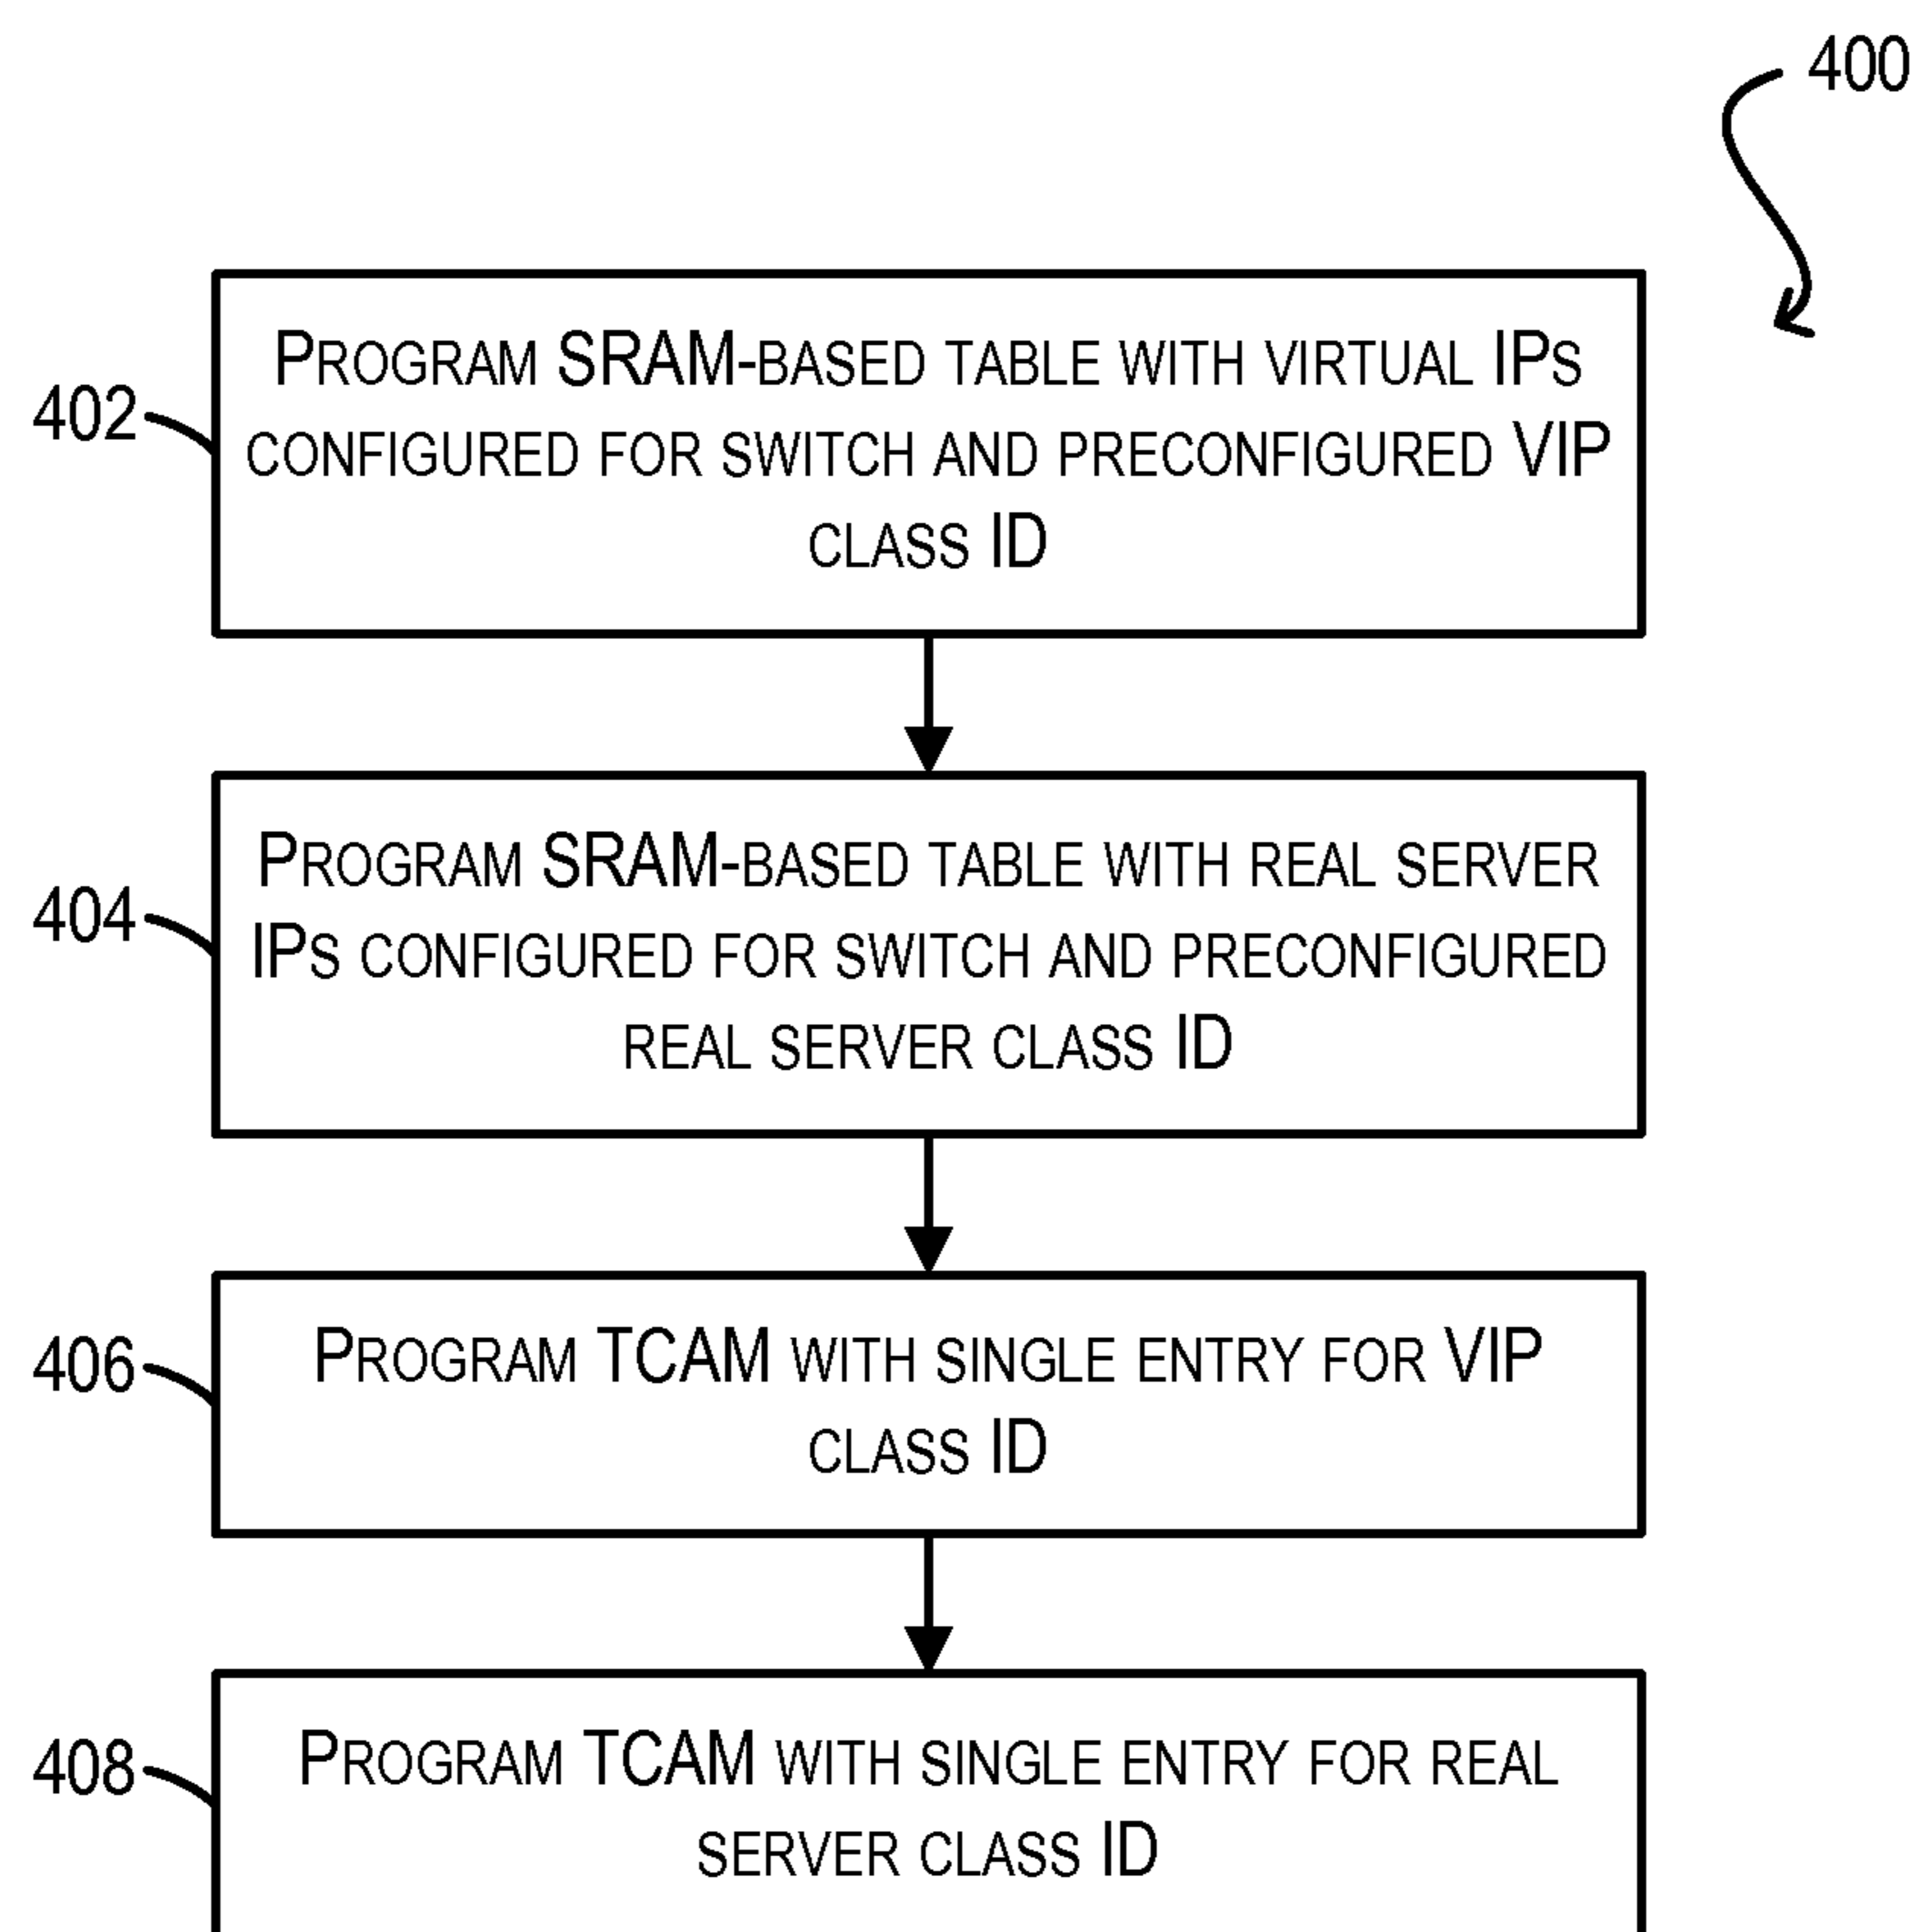 400
402
PROGRAM SRAM-BASED TABLE WITH VIRTUAL IPS
CONFIGURED FOR SWITCH AND PRECONFIGURED VIP
CLASS ID
404
PROGRAM SRAM-BASED TABLE WITH REAL SERVER
IPS CONFIGURED FOR SWITCH AND PRECONFIGURED
REAL SERVER CLASS ID
406
PROGRAM TCAM WITH SINGLE ENTRY FOR VIP
CLASS ID
408
PROGRAM TCAM WITH SINGLE ENTRY FOR REAL
SERVER CLASS ID